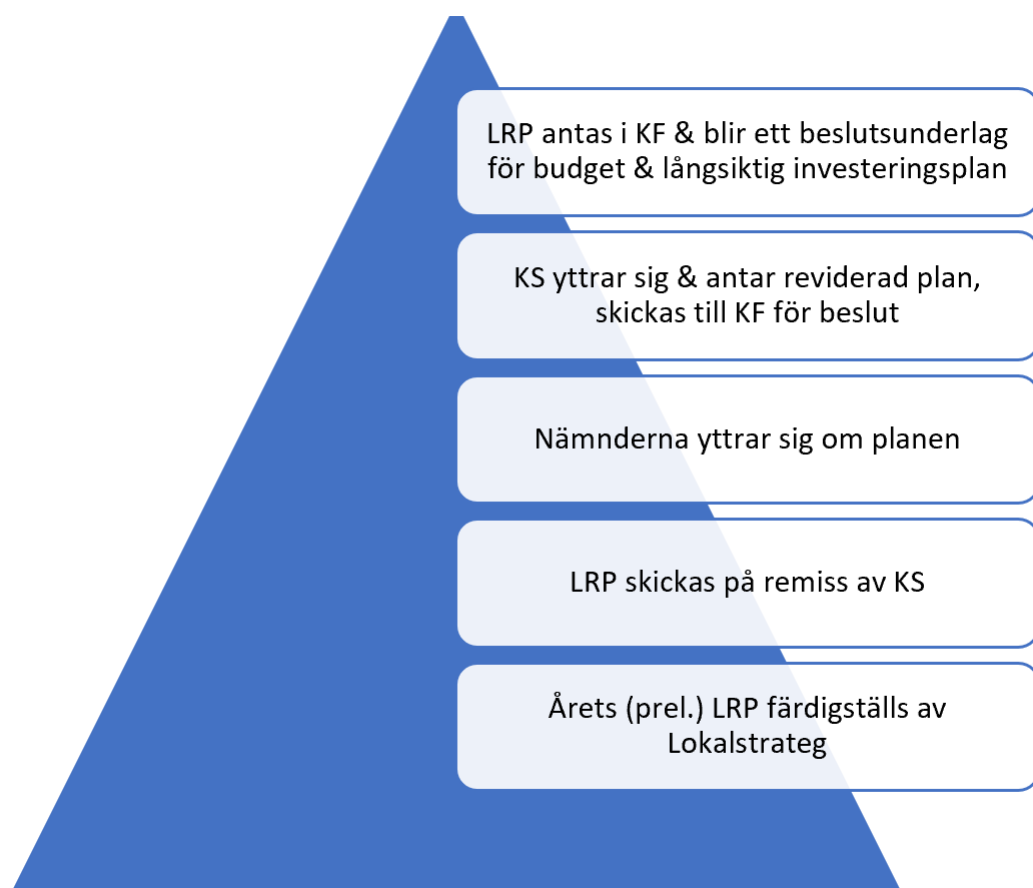 LRP antas i KF & blir ett beslutsunderlag
för budget & långsiktig investeringsplan
KS yttrar sig & antar reviderad plan,
skickas till KF för beslut
Nämnderna yttrar sig om planen
LRP skickas på remiss av KS
Årets (prel.) LRP färdigställs av
Lokalstrateg